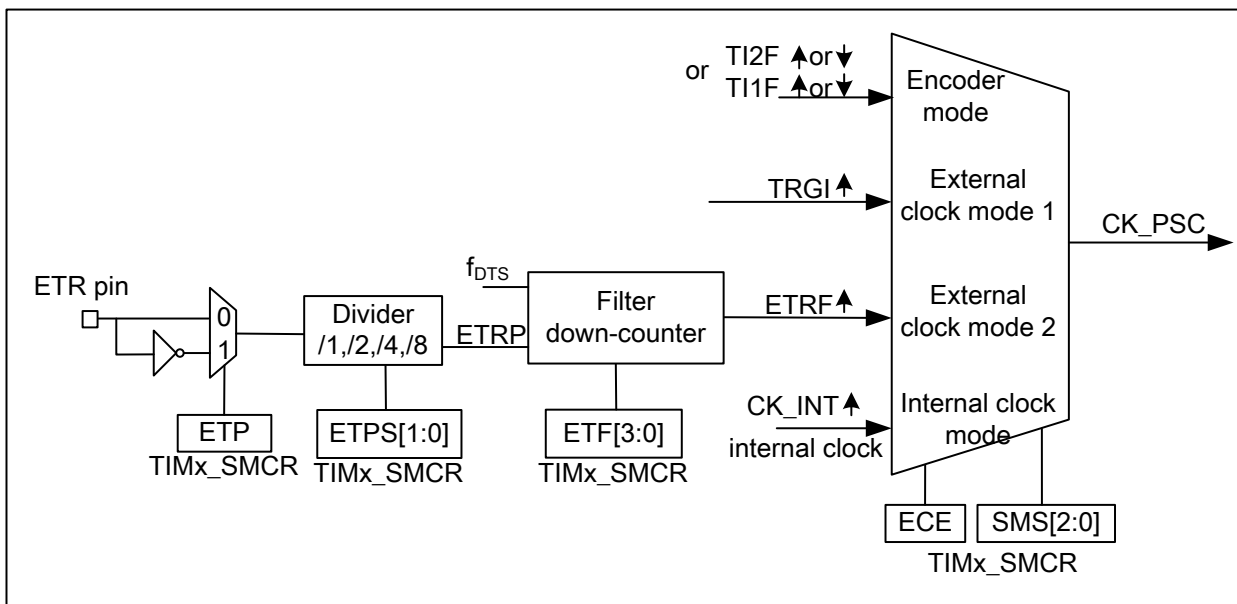 or TI2F or
TI1F or
Encoder
mode
TRGI
External
clock mode 1
CK_PSC
ETR pin
0
1
Divider
/1,/2,/4,/8
ETRP
fDTS
Filter
down-counter
ETRF
External
clock mode 2
CK_INT
internal clock
Internal clock
mode
ETP
TIMx_SMCR
ETPS[1:0]
TIMx_SMCR
ETF[3:0]
TIMx_SMCR
ECE
SMS[2:0]
TIMx_SMCR